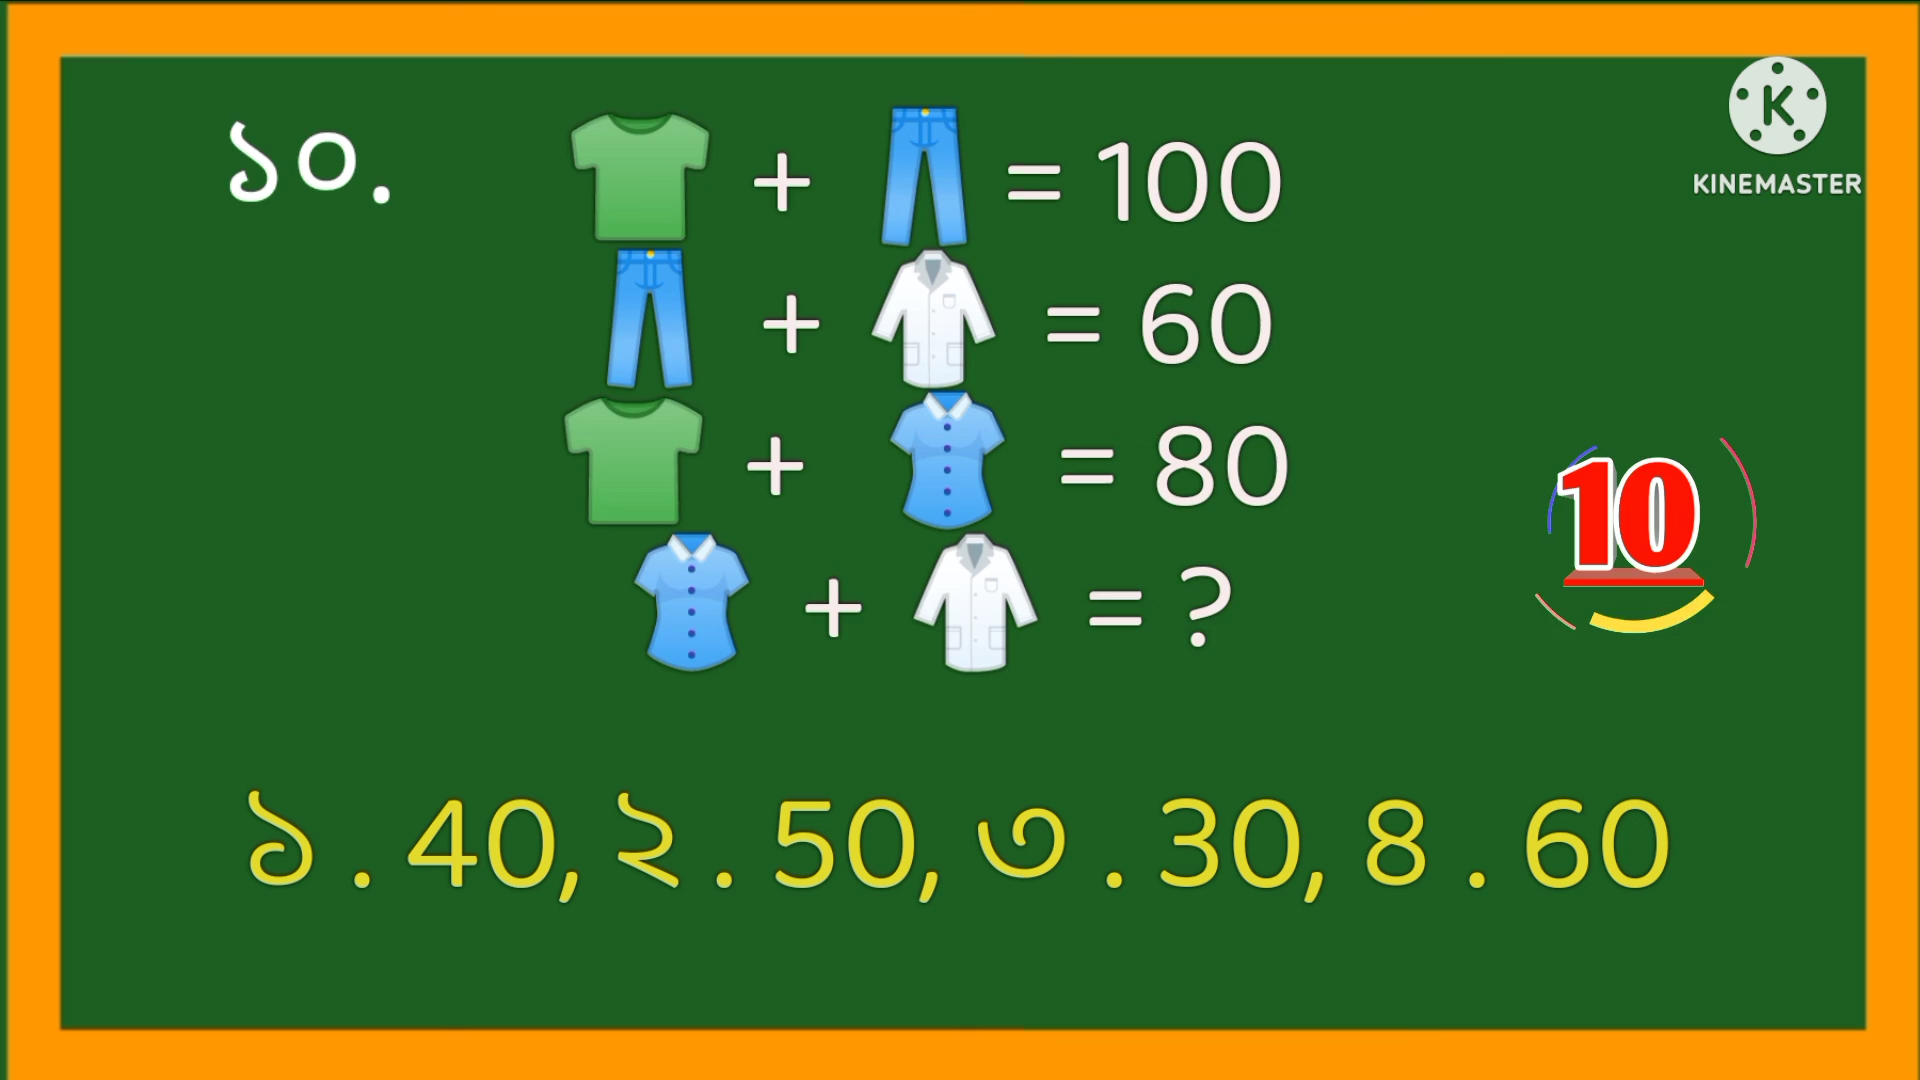 ১০. + = 100
+ = 60
+ = 80
+ = ?
K
KINEMASTER
10
১ . 40, ২ . 50, ৩ . 30, 8 . 60